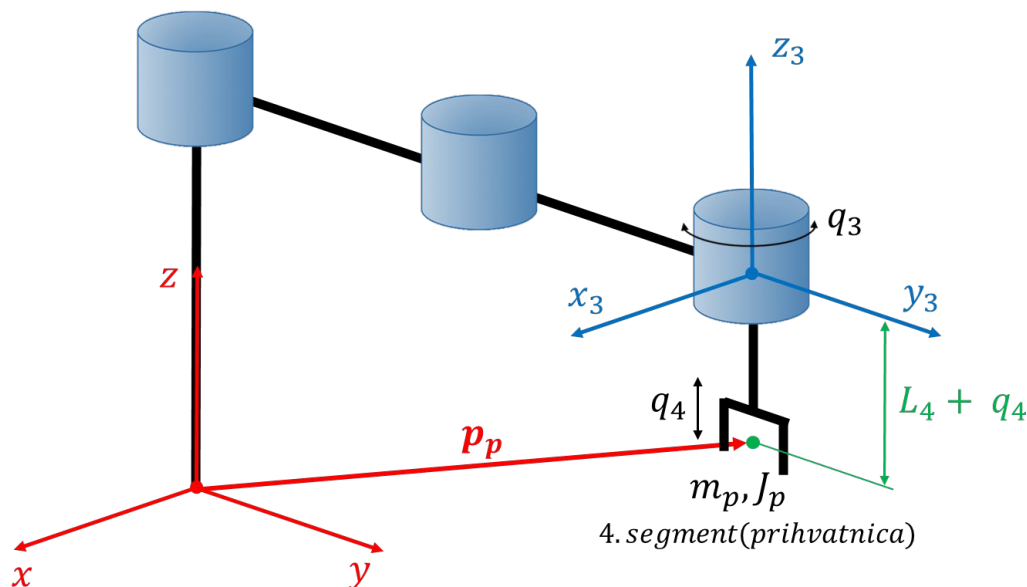 z₃
q₃
z
x₃
y₃
q₄
L₄ + q₄
pₚ
mₚ, Jₚ
4. segment(prihvatnica)
x
y